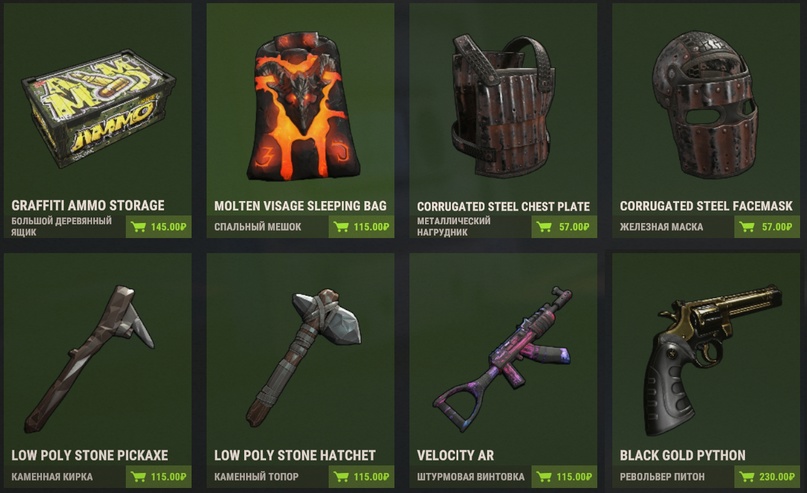 AMMO
AMMO
GRAFFITI AMMO STORAGE
БОЛЬШОЙ ДЕРЕВЯННЫЙ
ЯЩИК
145.00₽
MOLTEN VISAGE SLEEPING BAG
СПАЛЬНЫЙ МЕШОК
115.00₽
CORRUGATED STEEL CHEST PLATE
МЕТАЛЛИЧЕСКИЙ
НАГРУДНИК
57.00₽
CORRUGATED STEEL FACEMASK
ЖЕЛЕЗНАЯ МАСКА
57.00₽
LOW POLY STONE PICKAXE
КАМЕННАЯ КИРКА
115.00₽
LOW POLY STONE HATCHET
КАМЕННЫЙ ТОПОР
115.00₽
VELOCITY AR
ШТУРМОВАЯ ВИНТОВКА
115.00₽
BLACK GOLD PYTHON
РЕВОЛЬВЕР ПИТОН
230.00₽